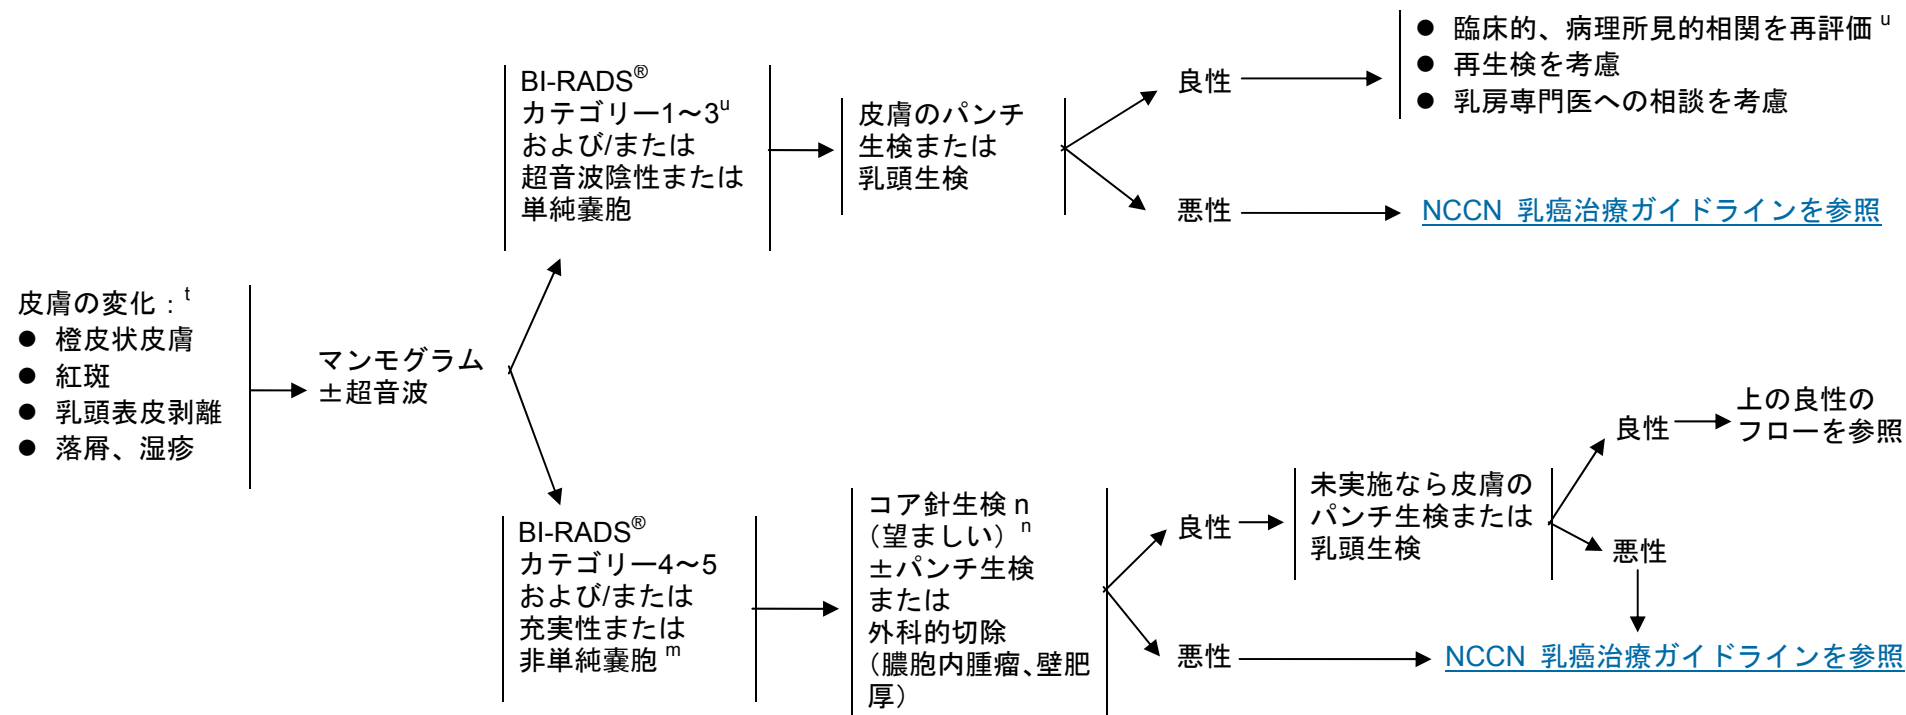 皮膚の変化：t
● 橙皮状皮膚
● 紅斑
● 乳頭表皮剥離
● 落屑、湿疹
マンモグラム
±超音波
BI-RADS®
カテゴリー1～3u
および/または
超音波陰性または
単純嚢胞
皮膚のパンチ
生検または
乳頭生検
良性
● 臨床的、病理所見的相関を再評価 u
● 再生検を考慮
● 乳房専門医への相談を考慮
悪性
NCCN 乳癌治療ガイドラインを参照
BI-RADS®
カテゴリー4～5
および/または
充実性または
非単純嚢胞 m
コア針生検 n
（望ましい）n
±パンチ生検
または
外科的切除
（膿胞内腫瘤、壁肥
厚）
良性
未実施なら皮膚の
パンチ生検または
乳頭生検
良性
上の良性の
フローを参照
悪性
悪性
NCCN 乳癌治療ガイドラインを参照